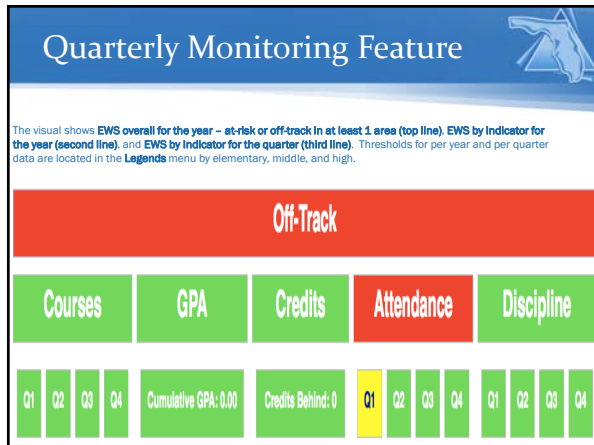 Quarterly Monitoring Feature
The visual shows EWS overall for the year – at-risk or off-track in at least 1 area (top line), EWS by indicator for
the year (second line), and EWS by indicator for the quarter (third line). Thresholds for per year and per quarter
data are located in the Legends menu by elementary, middle, and high.
Off-Track
Courses GPA Credits Attendance Discipline
Q1 Q2 Q3 Q4 Cumulative GPA: 0.00 Credits Behind: 0 Q1 Q2 Q3 Q4 Q1 Q2 Q3 Q4